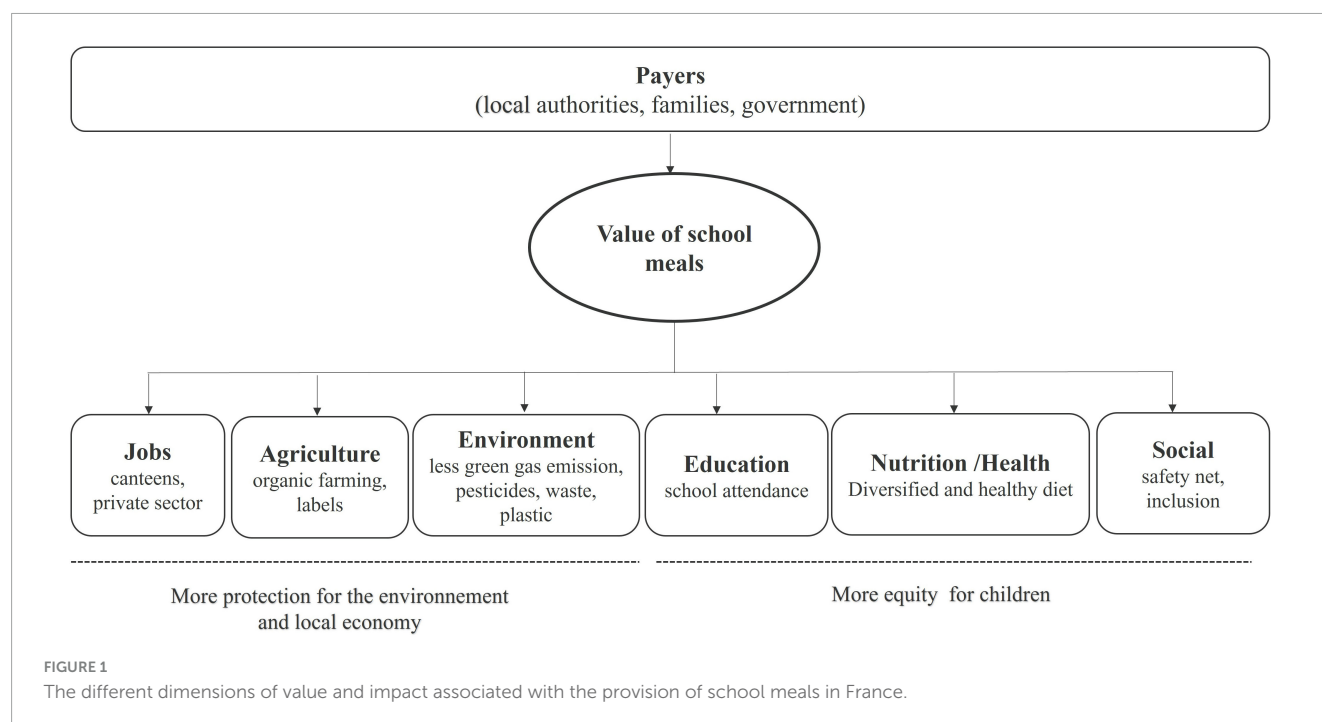 Payers
(local authorities, families, government)
Value of school
meals
Jobs
canteens,
private sector
Agriculture
organic farming,
labels
Environment
less green gas emission,
pesticides, waste,
plastic
Education
school attendance
Nutrition /Health
Diversified and healthy diet
Social
safety net,
inclusion
More protection for the environnement
and local economy
More equity for children
FIGURE 1
The different dimensions of value and impact associated with the provision of school meals in France.